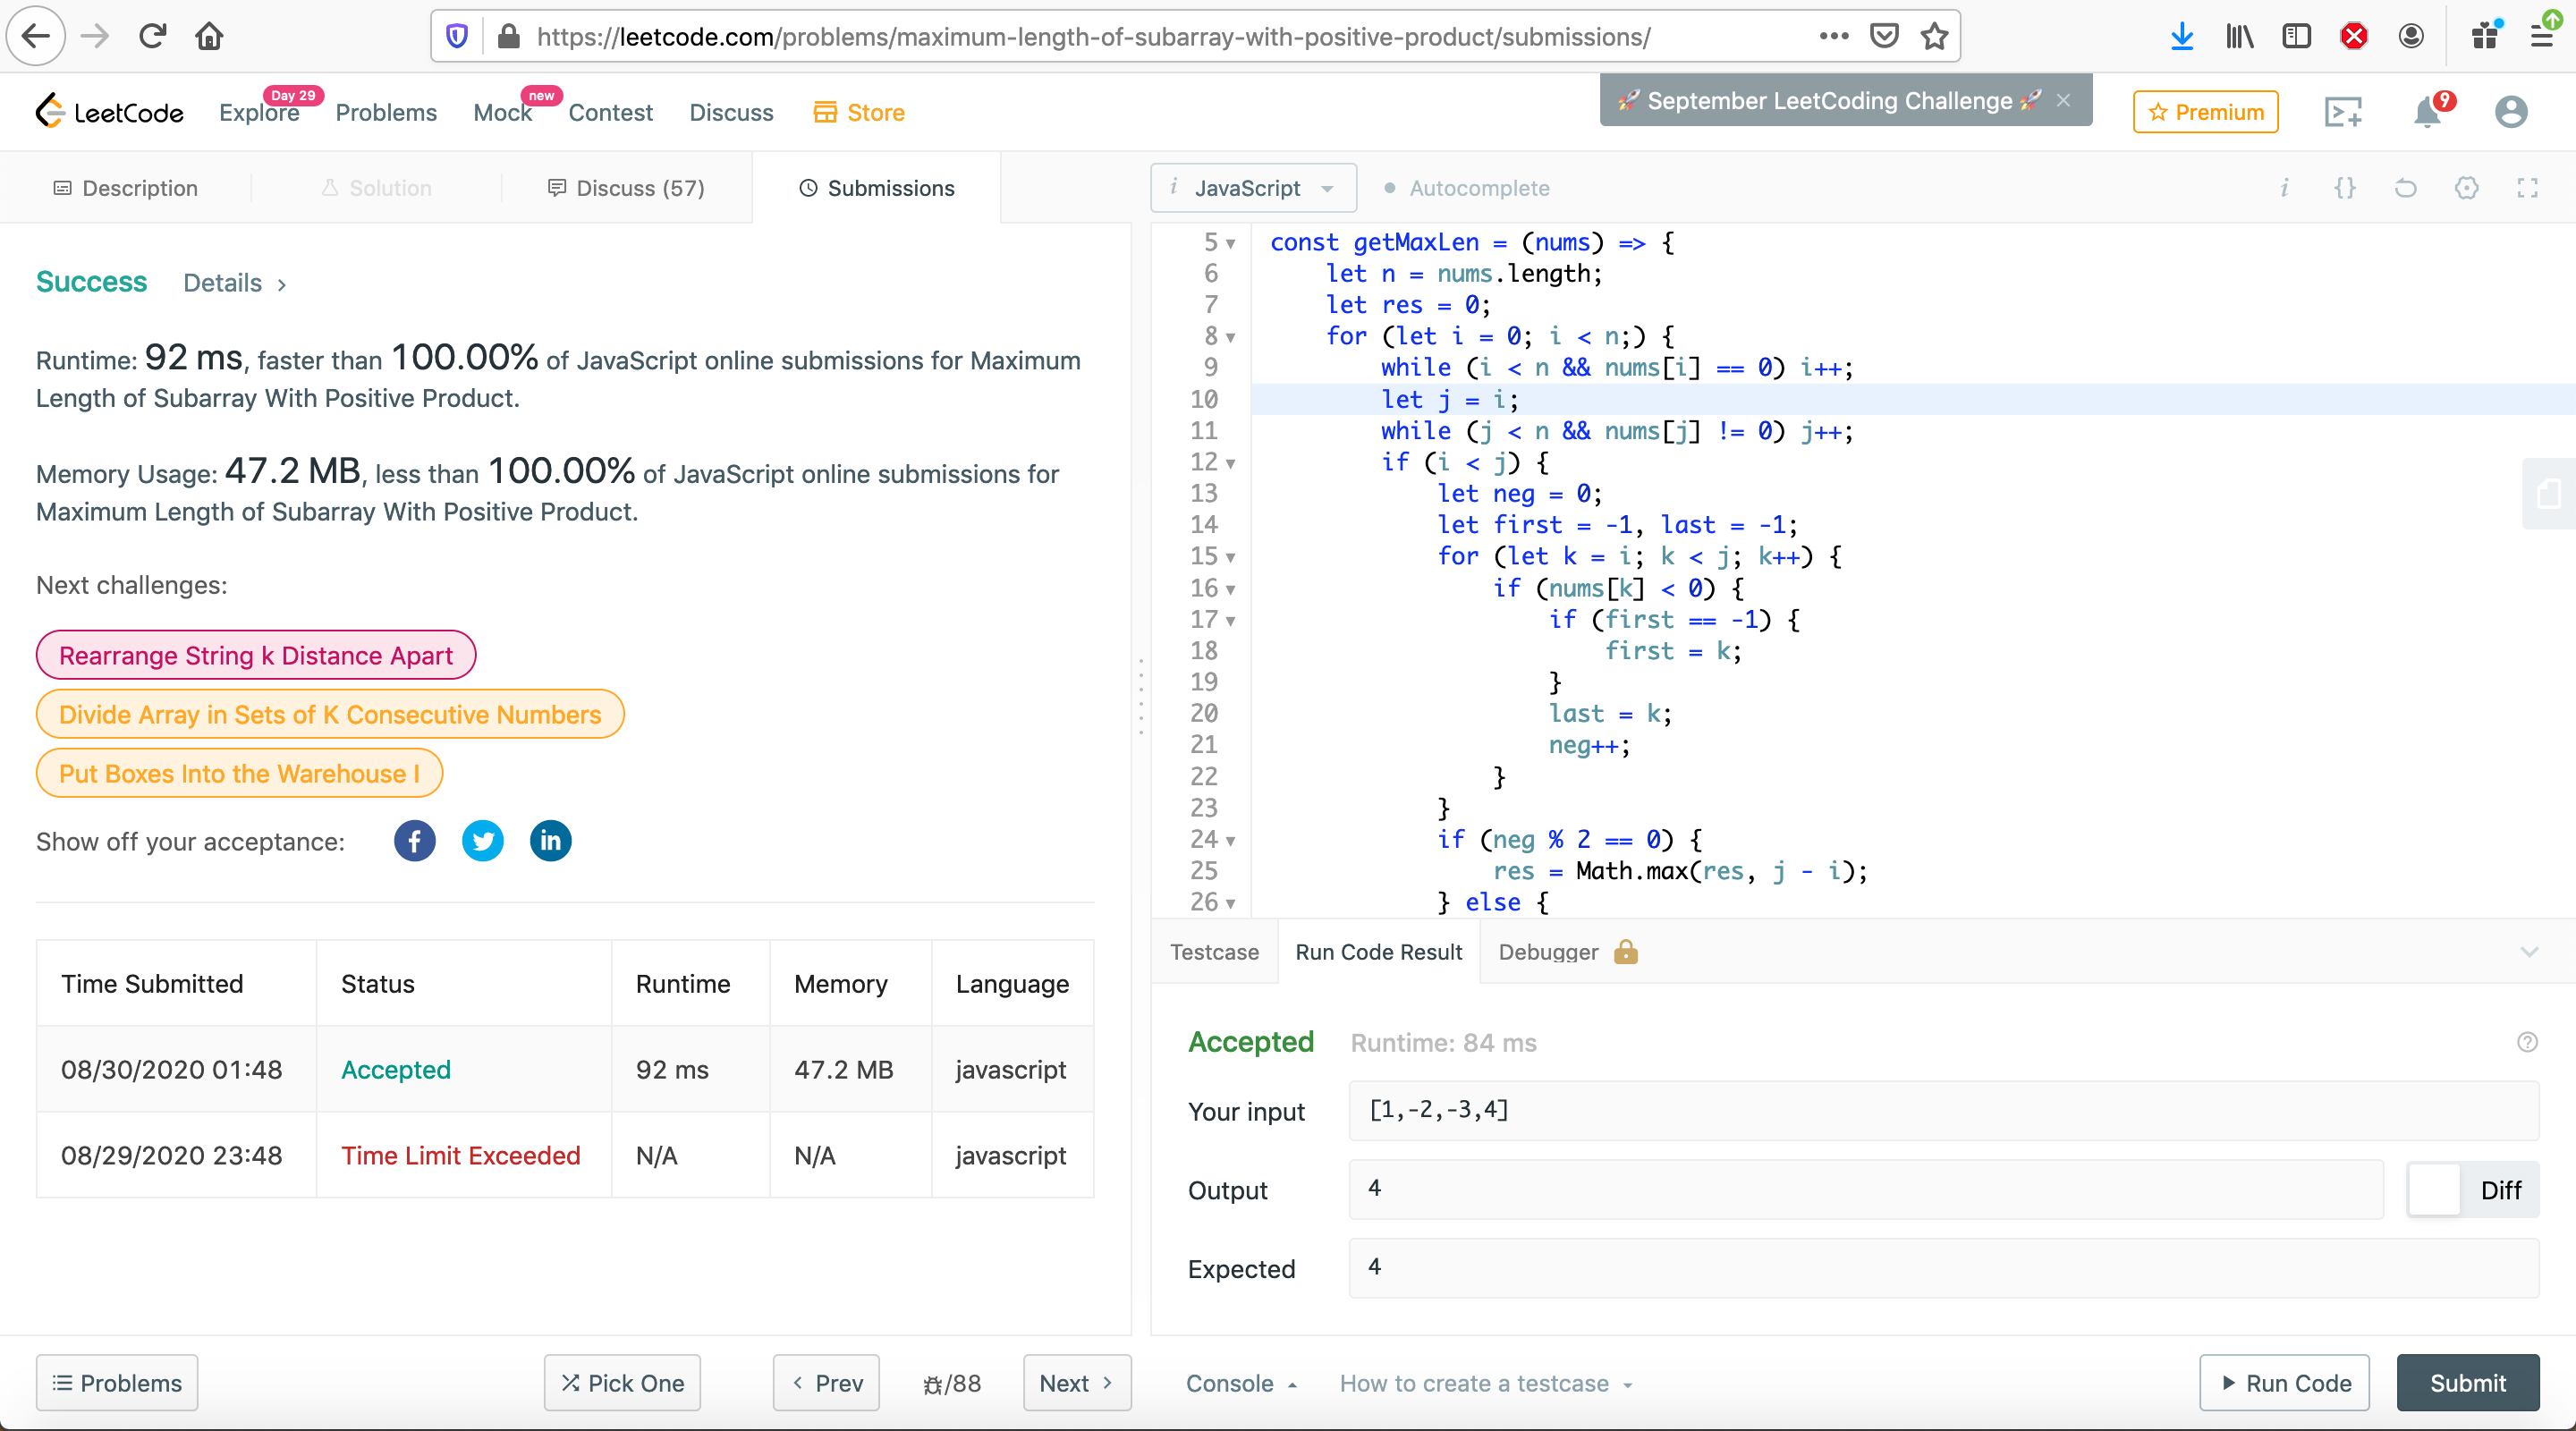 https://leetcode.com/problems/maximum-length-of-subarray-with-positive-product/submissions/
LeetCode
Explore
Day 29
Problems
Mock
new
Contest
Discuss
Store
🚀 September LeetCoding Challenge 🚀 ×
Premium
9
Description
Solution
Discuss (57)
Submissions
i JavaScript
Autocomplete
i {}
Success Details >
Runtime: 92 ms, faster than 100.00% of JavaScript online submissions for Maximum
Length of Subarray With Positive Product.
Memory Usage: 47.2 MB, less than 100.00% of JavaScript online submissions for
Maximum Length of Subarray With Positive Product.
Next challenges:
Rearrange String k Distance Apart
Divide Array in Sets of K Consecutive Numbers
Put Boxes Into the Warehouse I
Show off your acceptance: f in
Time Submitted Status Runtime Memory Language
08/30/2020 01:48 Accepted 92 ms 47.2 MB javascript
08/29/2020 23:48 Time Limit Exceeded N/A N/A javascript
5 const getMaxLen = (nums) => {
6 let n = nums.length;
7 let res = 0;
8 for (let i = 0; i < n;) {
9 while (i < n && nums[i] == 0) i++;
10 let j = i;
11 while (j < n && nums[j] != 0) j++;
12 if (i < j) {
13 let neg = 0;
14 let first = -1, last = -1;
15 for (let k = i; k < j; k++) {
16 if (nums[k] < 0) {
17 if (first == -1) {
18 first = k;
19 }
20 last = k;
21 neg++;
22 }
23 }
24 if (neg % 2 == 0) {
25 res = Math.max(res, j - i);
26 } else {
Testcase Run Code Result Debugger
Accepted Runtime: 84 ms
Your input [1,-2,-3,4]
Output 4 Diff
Expected 4
Problems
Pick One
< Prev
/88
Next >
Console
How to create a testcase
Run Code
Submit